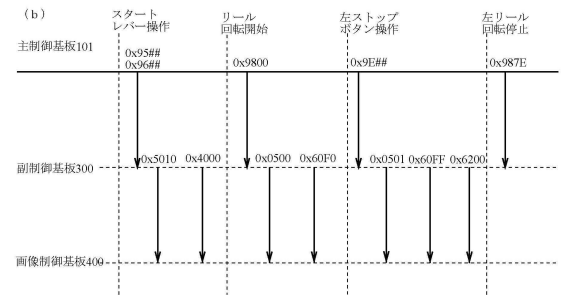 (b)
スタート
レバー操作
リール
回転開始
左ストップ
ボタン操作
左リール
回転停止
主制御基板101
0x95##
0x96##
0x9800
0x9E##
0x987E
副制御基板300
0x5010
0x4000
0x0500
0x60F0
0x0501
0x60FF
0x6200
画像制御基板400